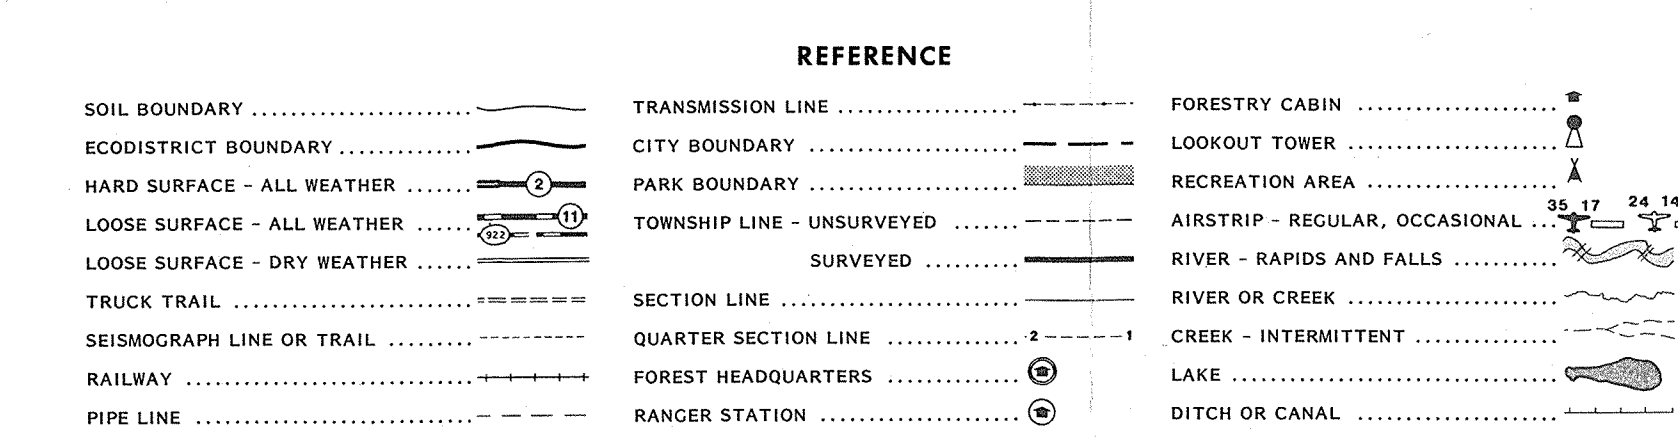 REFERENCE
SOIL BOUNDARY
ECODISTRICT BOUNDARY
HARD SURFACE - ALL WEATHER 2
LOOSE SURFACE - ALL WEATHER 11
922
LOOSE SURFACE - DRY WEATHER
TRUCK TRAIL
SEISMOGRAPH LINE OR TRAIL
RAILWAY
PIPE LINE
TRANSMISSION LINE
CITY BOUNDARY
PARK BOUNDARY
TOWNSHIP LINE - UNSURVEYED
SURVEYED
SECTION LINE
QUARTER SECTION LINE 2 1
FOREST HEADQUARTERS
RANGER STATION
FORESTRY CABIN
LOOKOUT TOWER
RECREATION AREA
35 17 24 14
AIRSTRIP - REGULAR, OCCASIONAL
RIVER - RAPIDS AND FALLS
RIVER OR CREEK
CREEK - INTERMITTENT
LAKE
DITCH OR CANAL